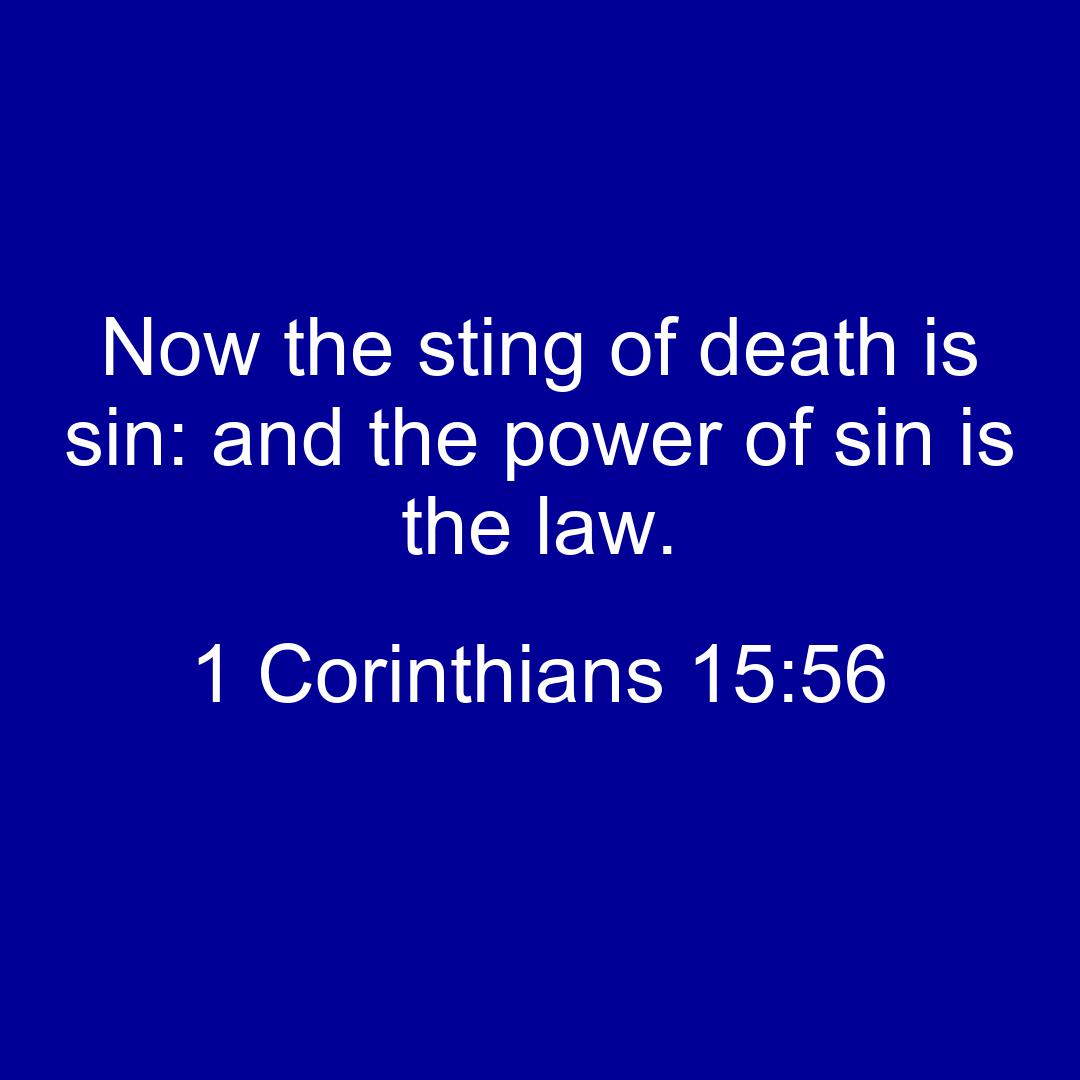 Now the sting of death is
sin: and the power of sin is
the law.
1 Corinthians 15:56